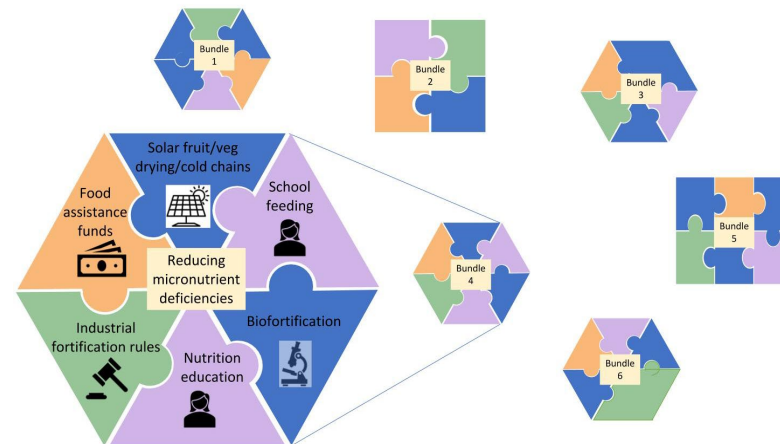 Bundle
1
Bundle
2
Bundle
3
Solar fruit/veg
drying/cold chains
School
feeding
Food
assistance
funds
Reducing
micronutrient
deficiencies
Industrial
fortification rules
Nutrition
education
Biofortification
Bundle
4
Bundle
5
Bundle
6